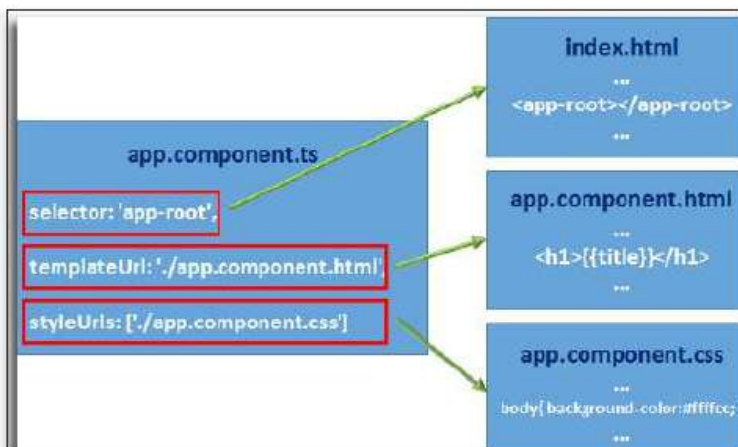 app.component.ts
selector: 'app-root',
templateUrl: './app.component.html',
styleUrls: ['./app.component.css']
index.html
...
<app-root></app-root>
...
app.component.html
...
<h1>{{title}}</h1>
...
app.component.css
...
body{ background-color:#ffffcc;
...